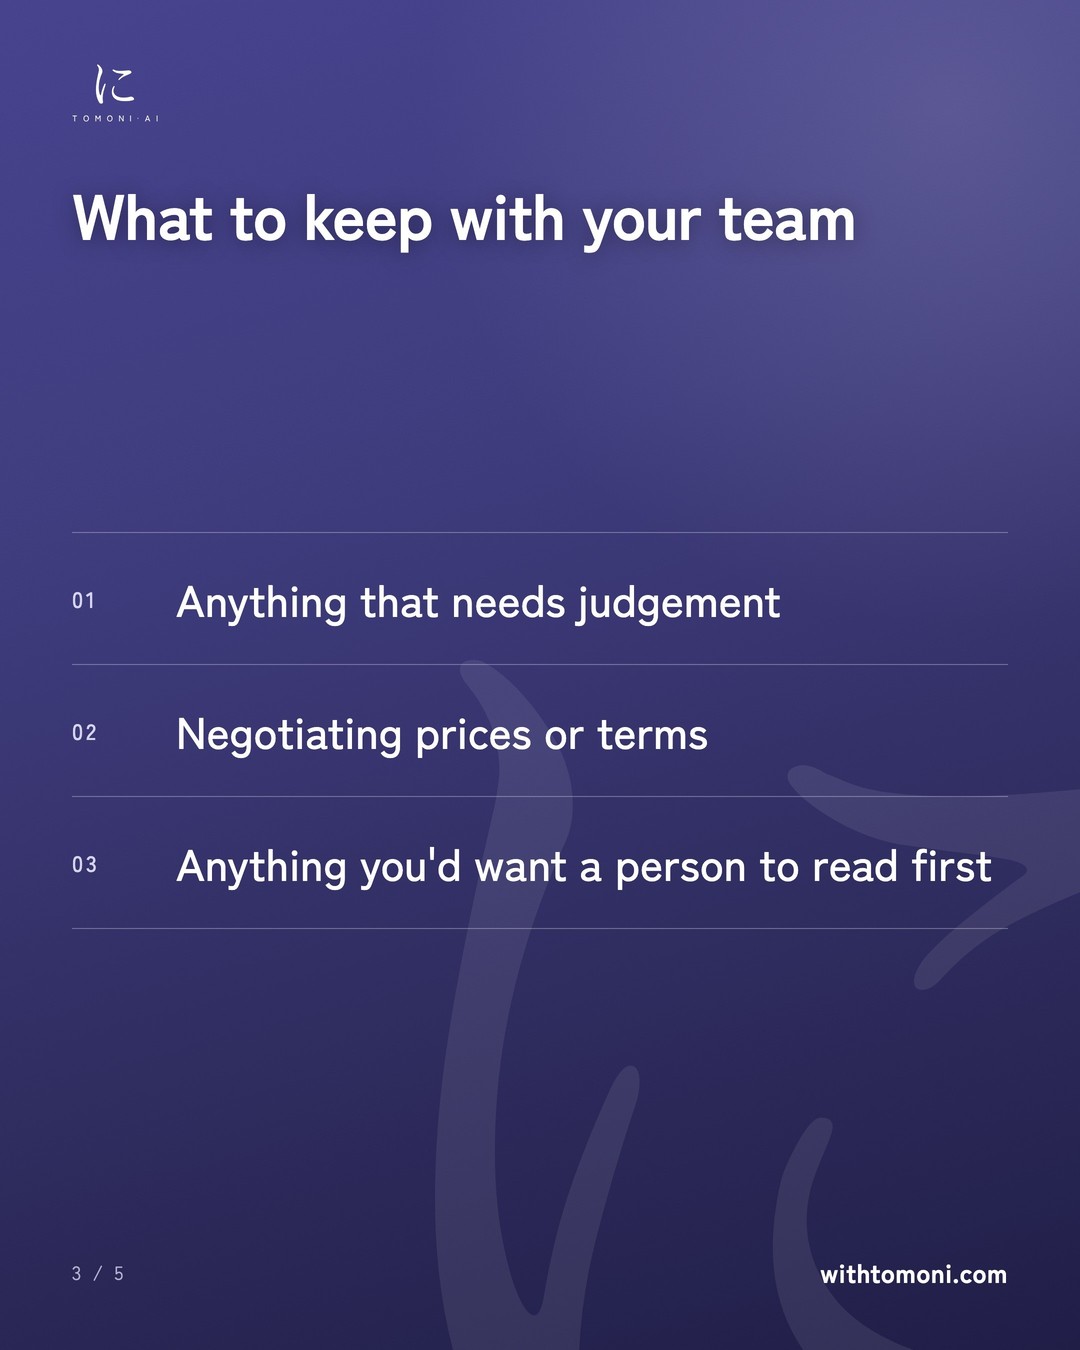 に
TOMONI·AI
What to keep with your team
01 Anything that needs judgement
02 Negotiating prices or terms
03 Anything you'd want a person to read first
3 / 5
withtomoni.com